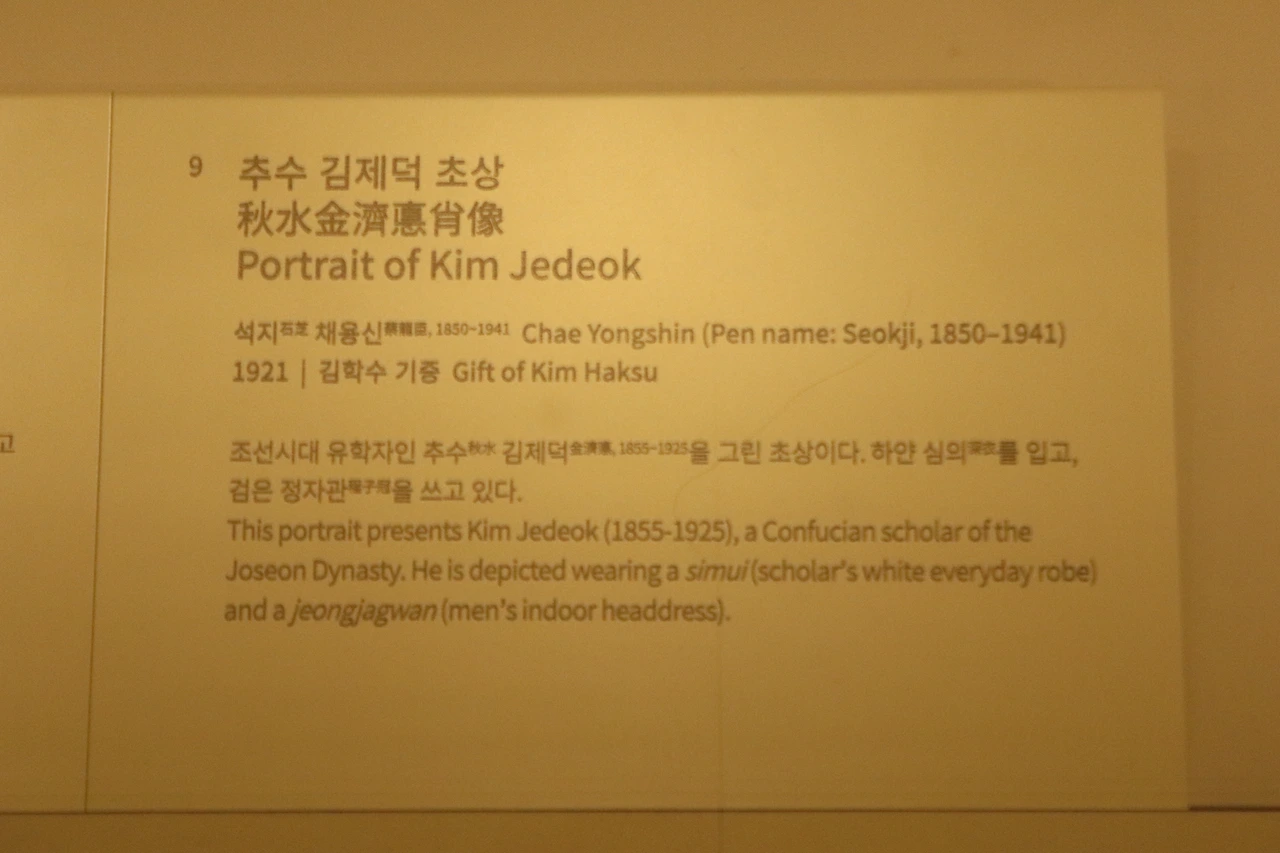 9 추수 김제덕 초상
秋水金濟悳肖像
Portrait of Kim Jedeok
석지石芝 채용신蔡龍臣, 1850-1941 Chae Yongshin (Pen name: Seokji, 1850–1941)
1921 | 김학수 기증 Gift of Kim Haksu
고
조선시대 유학자인 추수秋水 김제덕金濟悳, 1855-1925을 그린 초상이다. 하얀 심의深衣를 입고,
검은 정자관程子冠을 쓰고 있다.
This portrait presents Kim Jedeok (1855-1925), a Confucian scholar of the
Joseon Dynasty. He is depicted wearing a simui (scholar's white everyday robe)
and a jeongjagwan (men's indoor headdress).